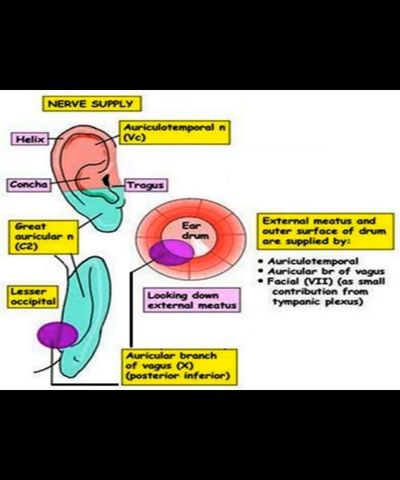 NERVE SUPPLY
Auriculotemporal n
(Vc)
Helix
Concha
Tragus
Great
auricular n
(C2)
Ear
drum
External meatus and
outer surface of drum
are supplied by:
• Auriculotemporal
• Auricular br of vagus
• Facial (VII) (as small
contribution from
tympanic plexus)
Lesser
occipital
Looking down
external meatus
Auricular branch
of vagus (X)
(posterior inferior)